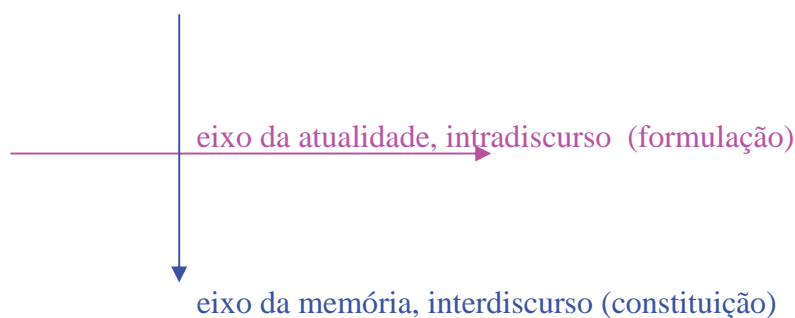 eixo da atualidade, intradiscurso  (formulação)
eixo da memória, interdiscurso (constituição)